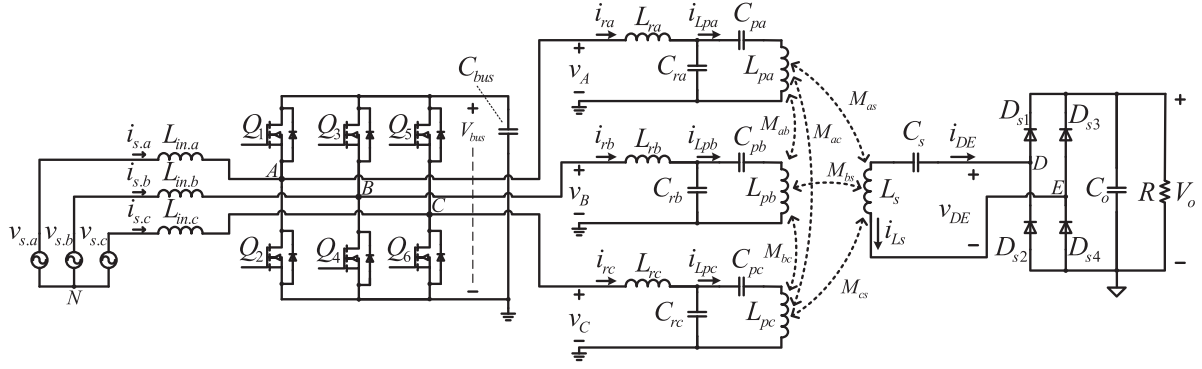 i_ra L_ra i_Lpa C_pa
v_A C_ra L_pa
+ −
C_bus
Q_1 Q_3 Q_5
+ V_bus −
i_s.a L_in.a
i_s.b L_in.b
i_s.c L_in.c
A B C
v_s.a v_s.b v_s.c
N
Q_2 Q_4 Q_6
i_rb L_rb i_Lpb C_pb
+ v_B −
C_rb L_pb
i_rc L_rc i_Lpc C_pc
+ v_C −
C_rc L_pc
M_as
M_ab M_ac
M_bs
M_bc
M_cs
C_s i_DE
L_s
+ v_DE −
i_Ls
D_s1 D_s3
D E
D_s2 D_s4
C_o R
+ V_o −